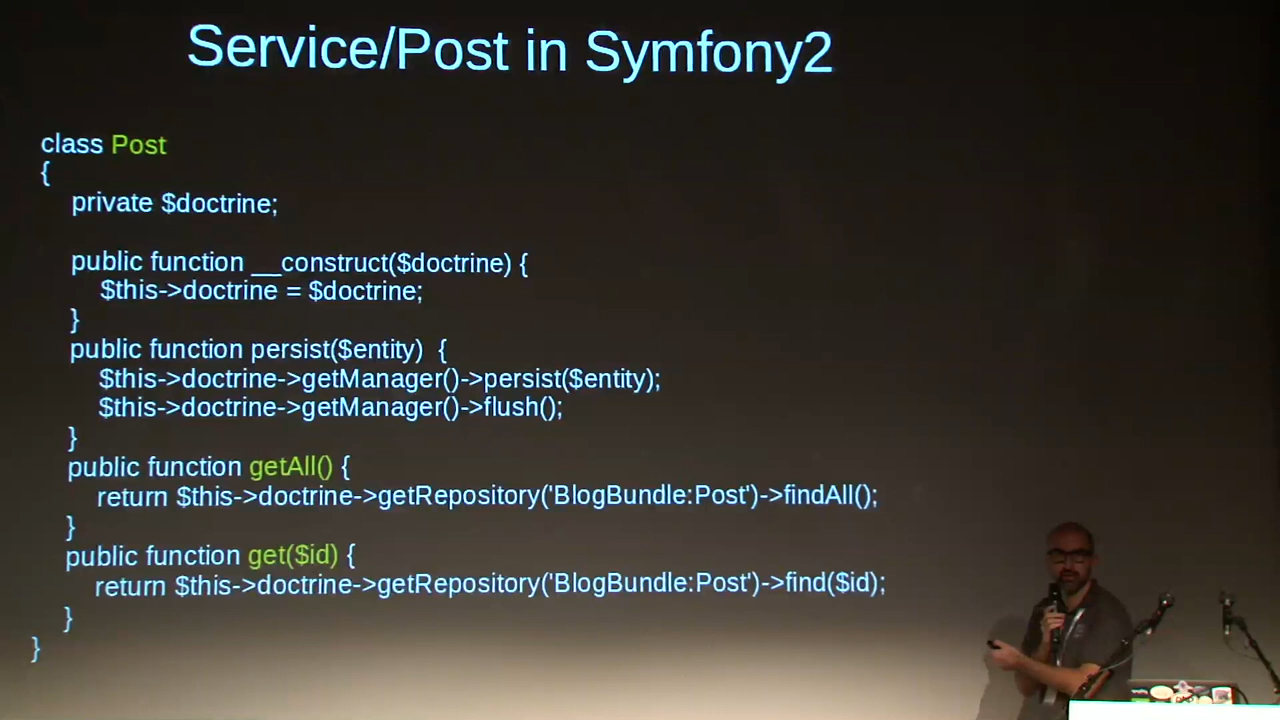 Service/Post in Symfony2
class Post
{
private $doctrine;
public function __construct($doctrine) {
$this->doctrine = $doctrine;
}
public function persist($entity) {
$this->doctrine->getManager()->persist($entity);
$this->doctrine->getManager()->flush();
}
public function getAll() {
return $this->doctrine->getRepository('BlogBundle:Post')->findAll();
}
public function get($id) {
return $this->doctrine->getRepository('BlogBundle:Post')->find($id);
}
}